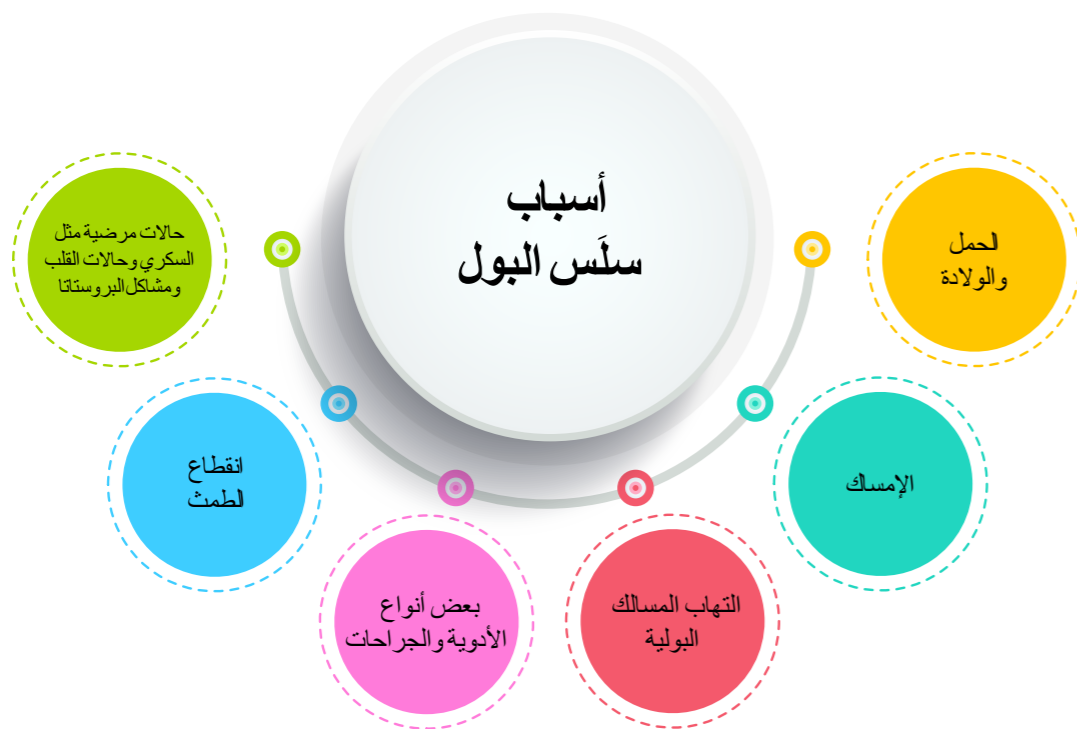 أسباب
سلَس البول
الحمل
والولادة
الإمساك
التهاب المسالك
البولية
بعض أنواع
الأدوية والجراحات
انقطاع
الطمث
حالات مرضية مثل
السكري وحالات القلب
ومشاكل البروستاتا